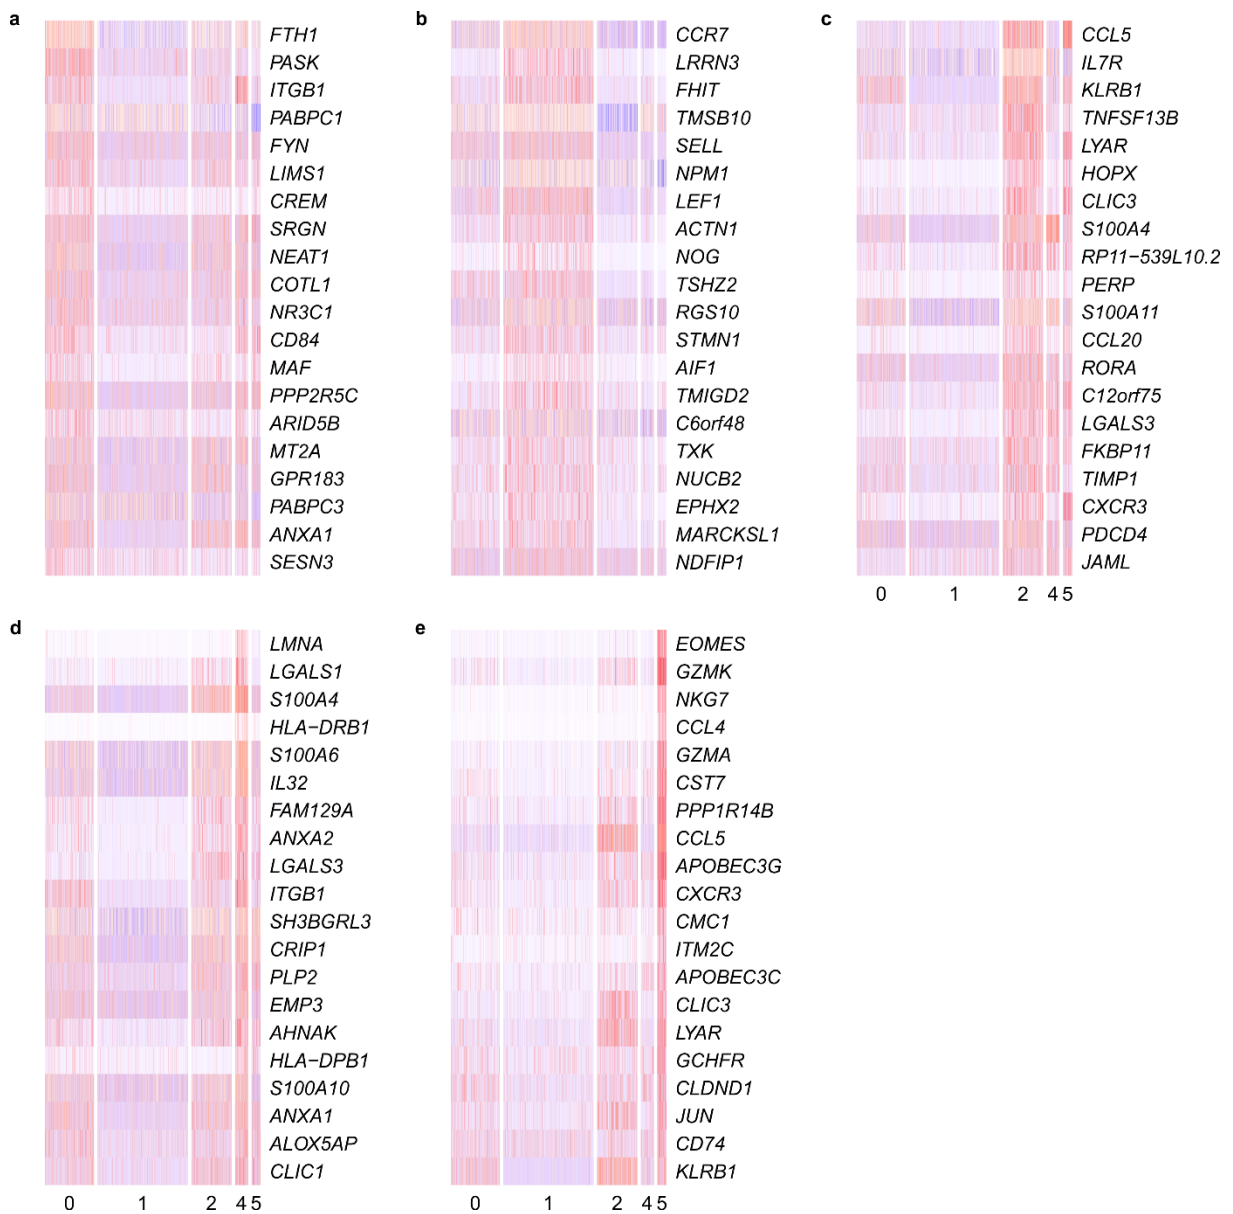 a
FTH1
PASK
ITGB1
PABPC1
FYN
LIMS1
CREM
SRGN
NEAT1
COTL1
NR3C1
CD84
MAF
PPP2R5C
ARID5B
MT2A
GPR183
PABPC3
ANXA1
SESN3
b
CCR7
LRRN3
FHIT
TMSB10
SELL
NPM1
LEF1
ACTN1
NOG
TSHZ2
RGS10
STMN1
AIF1
TMIGD2
C6orf48
TXK
NUCB2
EPHX2
MARCKSL1
NDFIP1
c
CCL5
IL7R
KLRB1
TNFSF13B
LYAR
HOPX
CLIC3
S100A4
RP11−539L10.2
PERP
S100A11
CCL20
RORA
C12orf75
LGALS3
FKBP11
TIMP1
CXCR3
PDCD4
JAML
0 1 2 4 5
d
LMNA
LGALS1
S100A4
HLA−DRB1
S100A6
IL32
FAM129A
ANXA2
LGALS3
ITGB1
SH3BGRL3
CRIP1
PLP2
EMP3
AHNAK
HLA−DPB1
S100A10
ANXA1
ALOX5AP
CLIC1
0 1 2 4 5
e
EOMES
GZMK
NKG7
CCL4
GZMA
CST7
PPP1R14B
CCL5
APOBEC3G
CXCR3
CMC1
ITM2C
APOBEC3C
CLIC3
LYAR
GCHFR
CLDND1
JUN
CD74
KLRB1
0 1 2 4 5